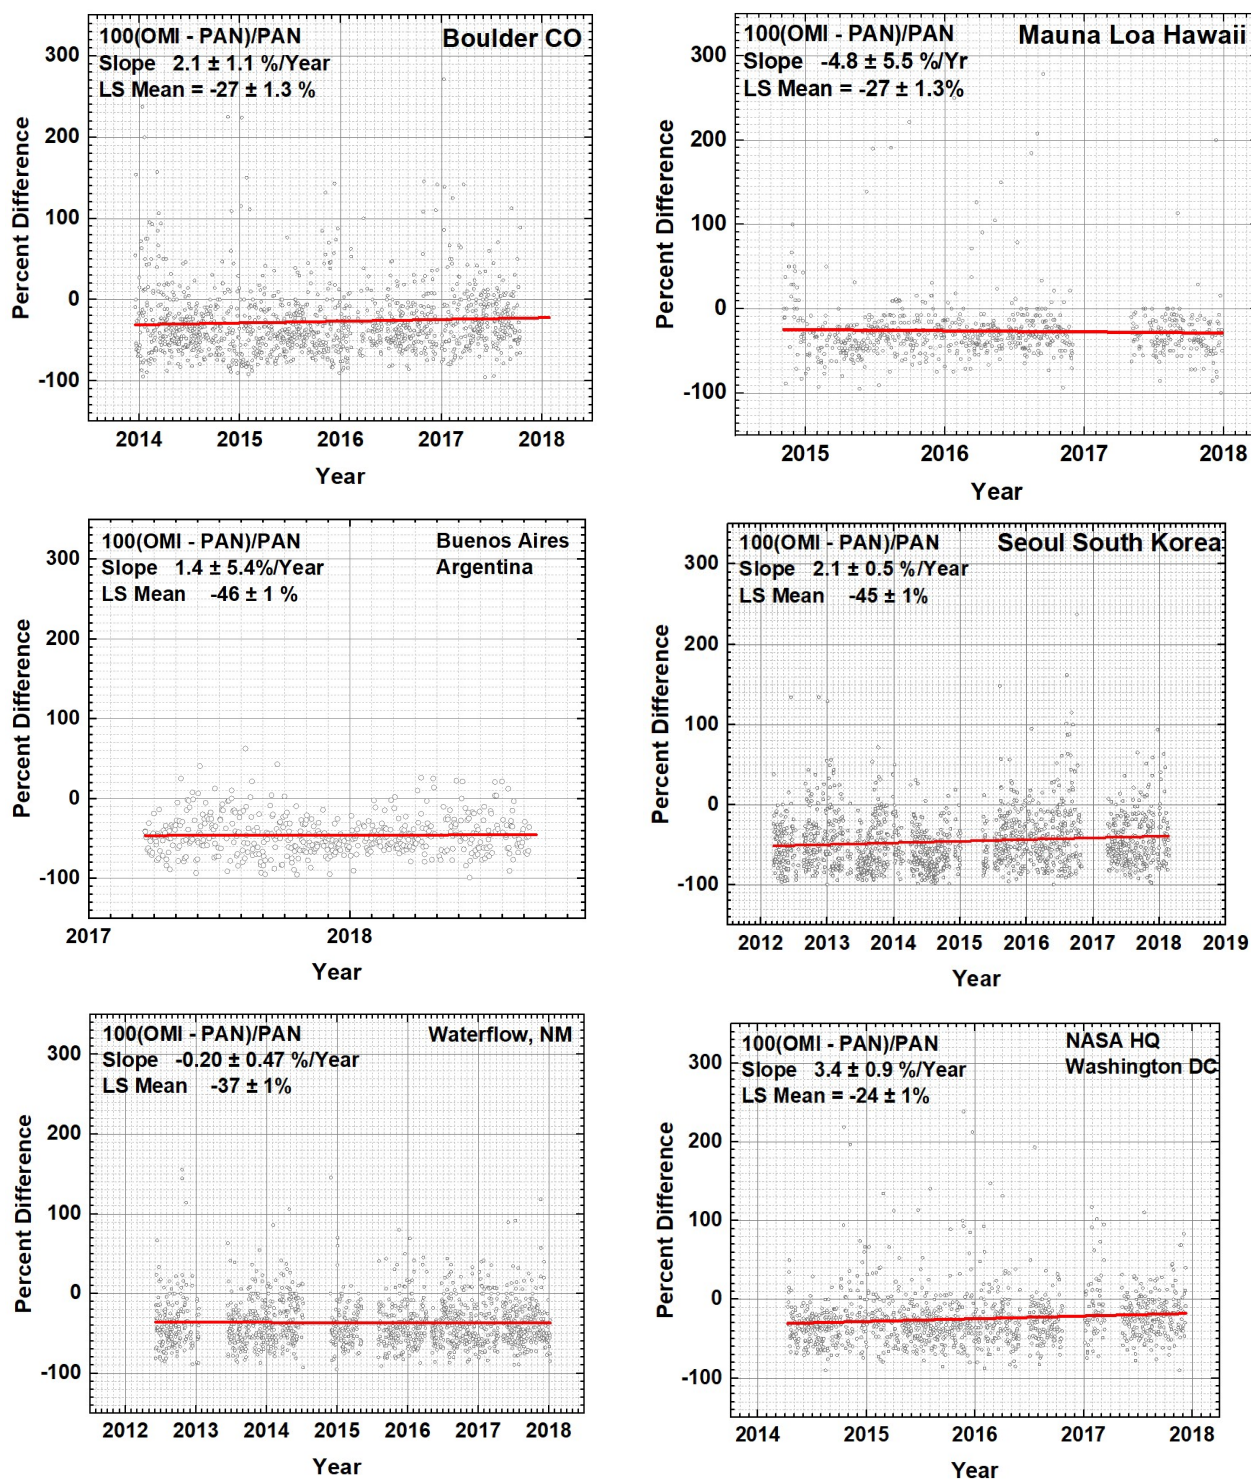 100(OMI - PAN)/PAN
Boulder CO
Slope 2.1 ± 1.1 %/Year
LS Mean = -27 ± 1.3 %
Percent Difference
300
200
100
0
-100
2014 2015 2016 2017 2018
Year
100(OMI - PAN)/PAN
Mauna Loa Hawaii
Slope -4.8 ± 5.5 %/Yr
LS Mean = -27 ± 1.3%
Percent Difference
300
200
100
0
-100
2015 2016 2017 2018
Year
100(OMI - PAN)/PAN
Buenos Aires
Slope 1.4 ± 5.4%/Year
Argentina
LS Mean -46 ± 1 %
Percent Difference
300
200
100
0
-100
2017 2018
Year
100(OMI - PAN)/PAN
Seoul South Korea
Slope 2.1 ± 0.5 %/Year
LS Mean -45 ± 1%
Percent Difference
300
200
100
0
-100
2012 2013 2014 2015 2016 2017 2018 2019
Year
100(OMI - PAN)/PAN
Waterflow, NM
Slope -0.20 ± 0.47 %/Year
LS Mean -37 ± 1%
Percent Difference
300
200
100
0
-100
2012 2013 2014 2015 2016 2017 2018
Year
100(OMI - PAN)/PAN
NASA HQ
Slope 3.4 ± 0.9 %/Year
Washington DC
LS Mean = -24 ± 1%
Percent Difference
300
200
100
0
-100
2014 2015 2016 2017 2018
Year